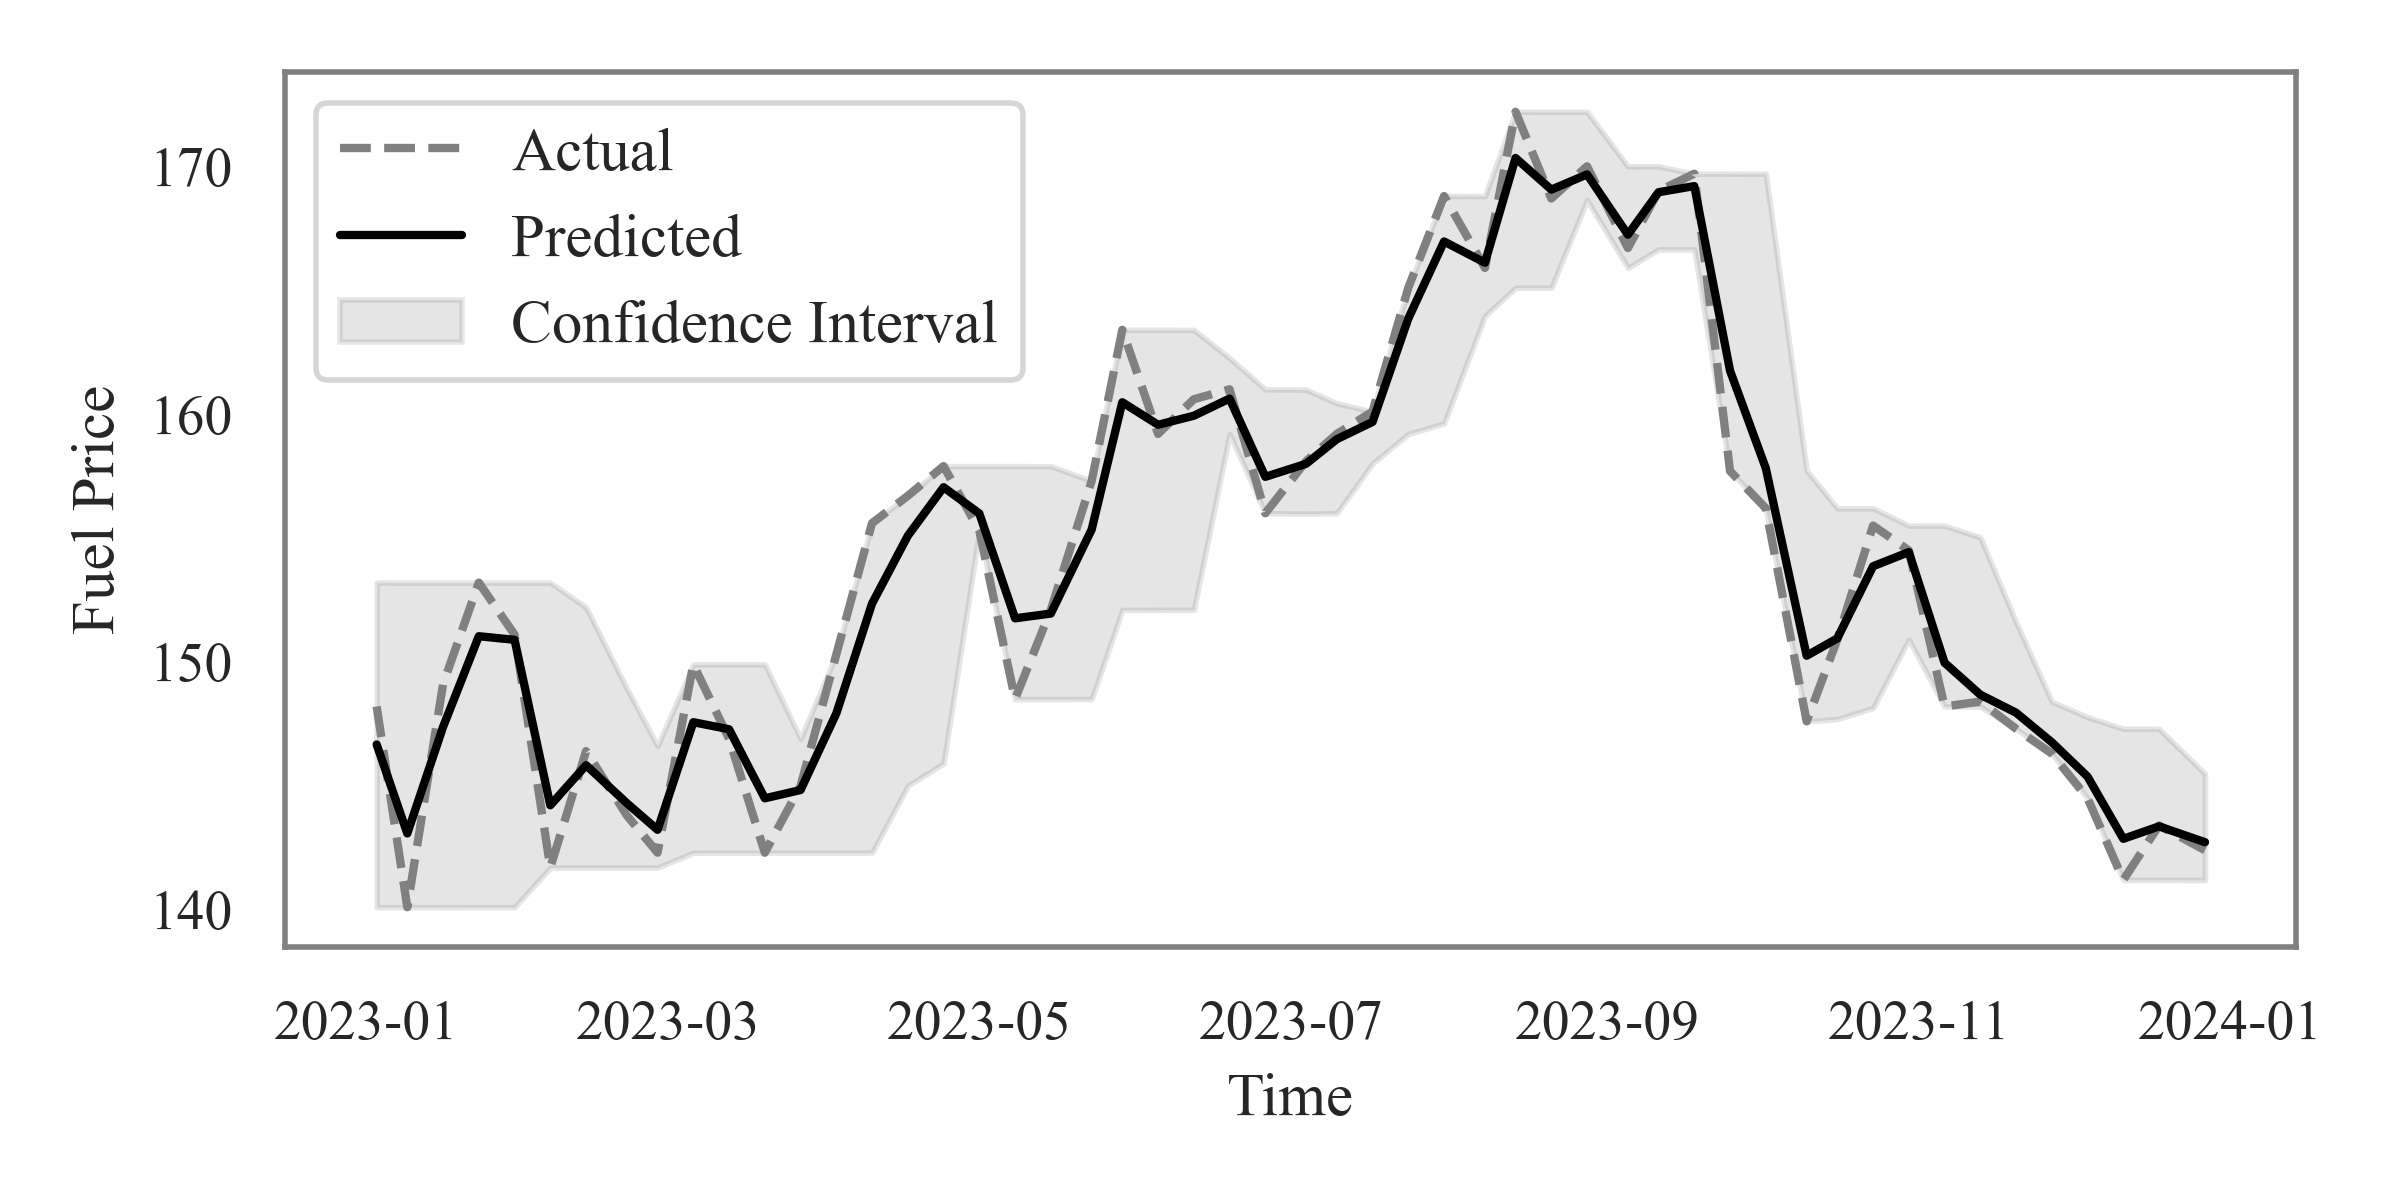 Actual
Predicted
Confidence Interval
170
160
150
140
Fuel Price
2023-01 2023-03 2023-05 2023-07 2023-09 2023-11 2024-01
Time